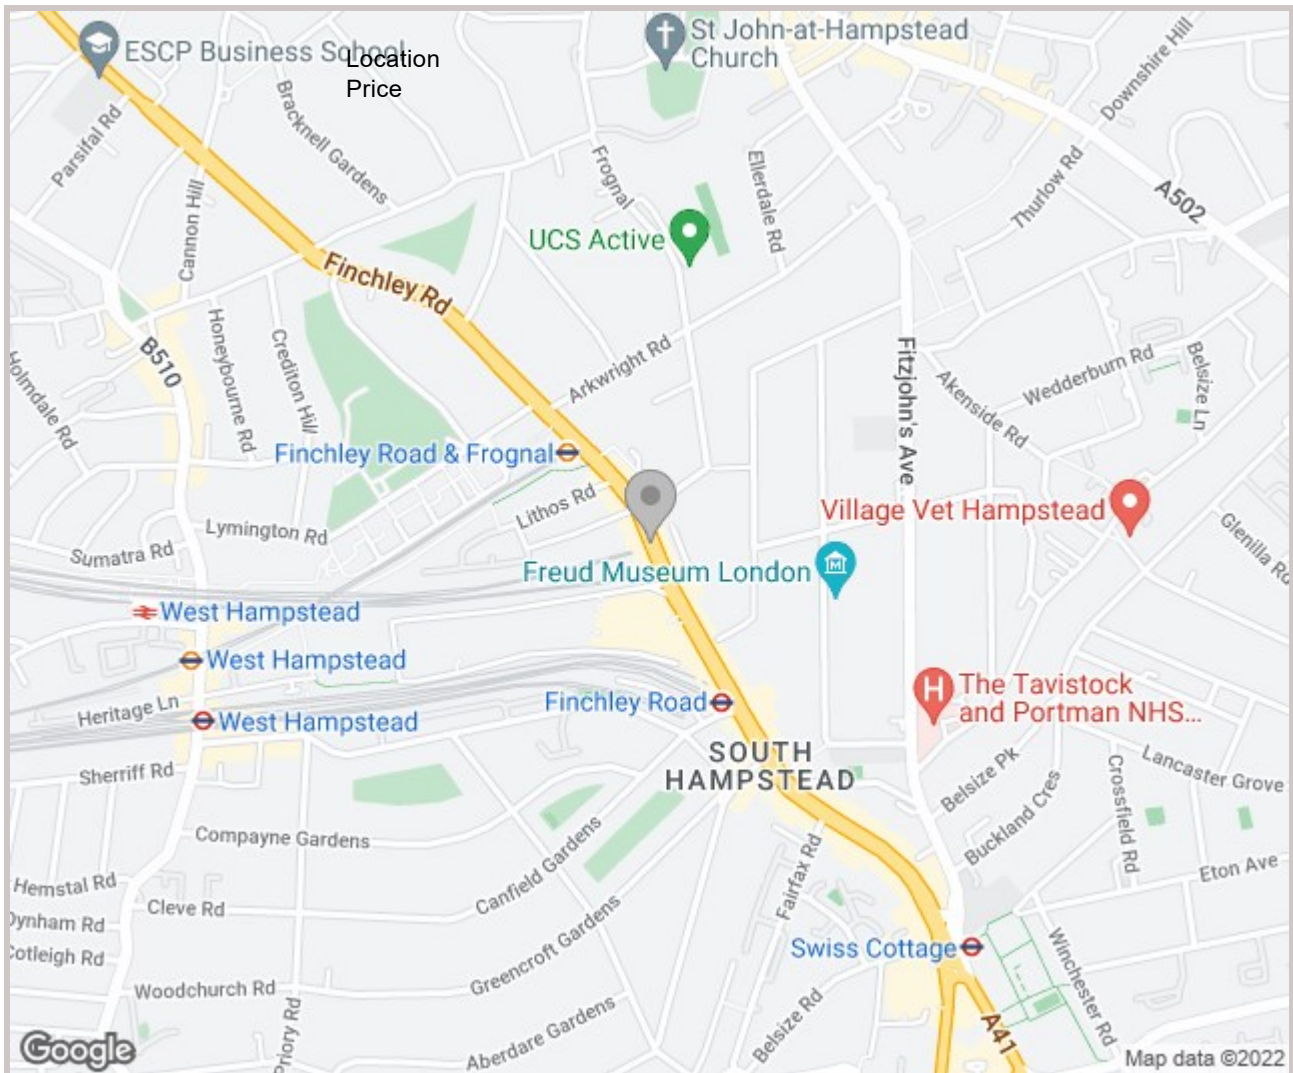 ESCP Business School
Location
Price
St John-at-Hampstead
Church
Downshire Hill
Parsifal Rd
Bracknell Gardens
Cannon Hill
Frognal
Ellerdale Rd
Thurlow Rd
A502
UCS Active
Finchley Rd
B510
Honeybourne Rd
Crediton Hill
Holmdale Rd
Arkwright Rd
Fitzjohn's Ave
Akenside Rd
Wedderburn Rd
Belsize Ln
Finchley Road & Frognal
Lithos Rd
Village Vet Hampstead
Glenilla Rd
Lymington Rd
Sumatra Rd
Freud Museum London
West Hampstead
West Hampstead
Heritage Ln
West Hampstead
Finchley Road
The Tavistock
and Portman NHS...
SOUTH
HAMPSTEAD
Sherriff Rd
Belsize Pk
Lancaster Grove
Crossfield Rd
Buckland Cres
Compayne Gardens
Canfield Gardens
Fairfax Rd
Eton Ave
Hemstal Rd
Cleve Rd
Dynham Rd
Cotleigh Rd
Greencroft Gardens
Swiss Cottage
Winchester Rd
Woodchurch Rd
Priory Rd
Aberdare Gardens
Belsize Rd
A41
Google
Map data ©2022